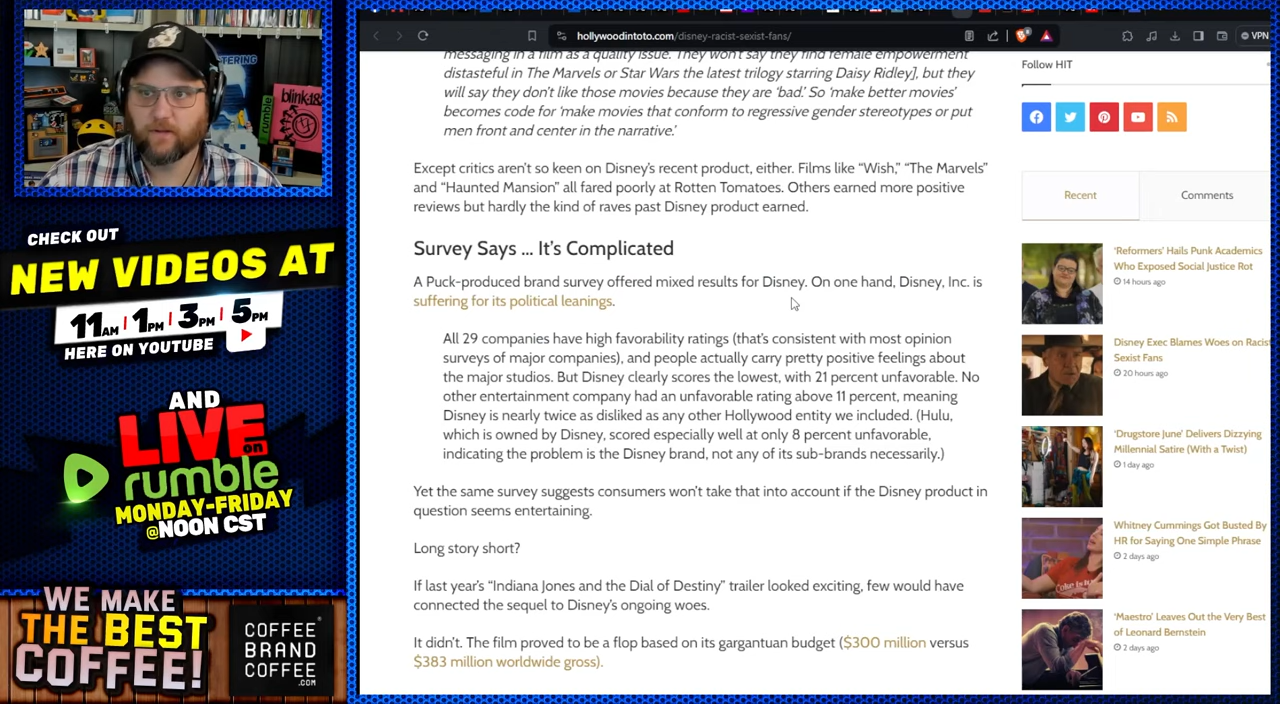 hollywoodintoto.com/disney-racist-sexist-fans/
VPN
blink-182
rumble
CHECK OUT
NEW VIDEOS AT
11AM | 1PM | 3PM | 5PM
HERE ON YOUTUBE
AND
LIVE on
rumble
MONDAY-FRIDAY
@NOON CST
WE MAKE
THE BEST
COFFEE!
COFFEE
BRAND
COFFEE
.COM
messaging in a film as a quality issue. They won't say they find female empowerment
distasteful in The Marvels or Star Wars the latest trilogy starring Daisy Ridley], but they
will say they don't like those movies because they are 'bad.' So 'make better movies'
becomes code for 'make movies that conform to regressive gender stereotypes or put
men front and center in the narrative.'
Except critics aren't so keen on Disney's recent product, either. Films like "Wish," "The Marvels"
and "Haunted Mansion" all fared poorly at Rotten Tomatoes. Others earned more positive
reviews but hardly the kind of raves past Disney product earned.
Survey Says ... It's Complicated
A Puck-produced brand survey offered mixed results for Disney. On one hand, Disney, Inc. is
suffering for its political leanings.
All 29 companies have high favorability ratings (that's consistent with most opinion
surveys of major companies), and people actually carry pretty positive feelings about
the major studios. But Disney clearly scores the lowest, with 21 percent unfavorable. No
other entertainment company had an unfavorable rating above 11 percent, meaning
Disney is nearly twice as disliked as any other Hollywood entity we included. (Hulu,
which is owned by Disney, scored especially well at only 8 percent unfavorable,
indicating the problem is the Disney brand, not any of its sub-brands necessarily.)
Yet the same survey suggests consumers won't take that into account if the Disney product in
question seems entertaining.
Long story short?
If last year's "Indiana Jones and the Dial of Destiny" trailer looked exciting, few would have
connected the sequel to Disney's ongoing woes.
It didn't. The film proved to be a flop based on its gargantuan budget ($300 million versus
$383 million worldwide gross).
Follow HIT
Recent
Comments
'Reformers' Hails Punk Academics
Who Exposed Social Justice Rot
14 hours ago
Disney Exec Blames Woes on Racist
Sexist Fans
20 hours ago
'Drugstore June' Delivers Dizzying
Millennial Satire (With a Twist)
1 day ago
Whitney Cummings Got Busted By
HR for Saying One Simple Phrase
2 days ago
'Maestro' Leaves Out the Very Best
of Leonard Bernstein
2 days ago